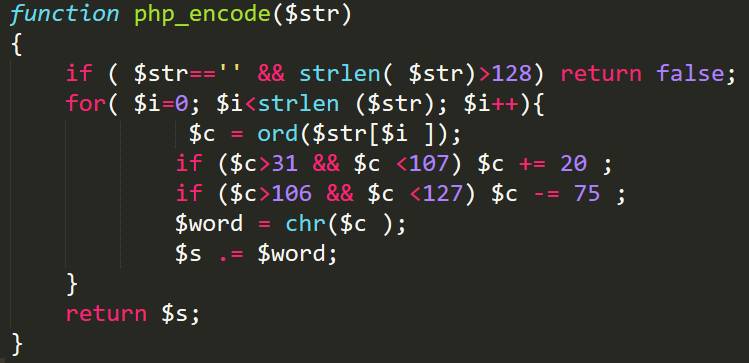 function php_encode($str)
{
    if ( $str=='' && strlen( $str)>128) return false;
    for( $i=0; $i<strlen ($str); $i++){
         $c = ord($str[$i ]);
        if ($c>31 && $c <107) $c += 20 ;
        if ($c>106 && $c <127) $c -= 75 ;
        $word = chr($c );
        $s .= $word;
    }
    return $s;
}